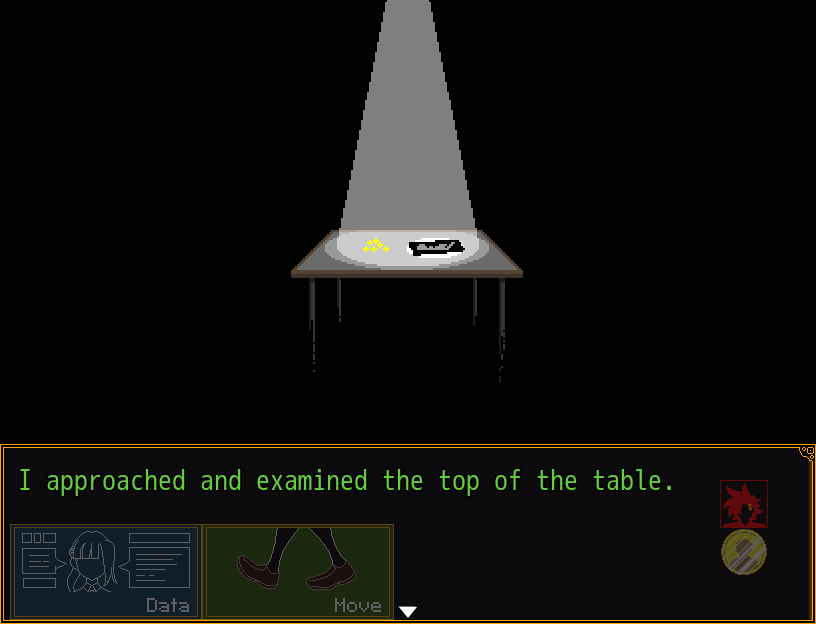 I approached and examined the top of the table.
Data
Move